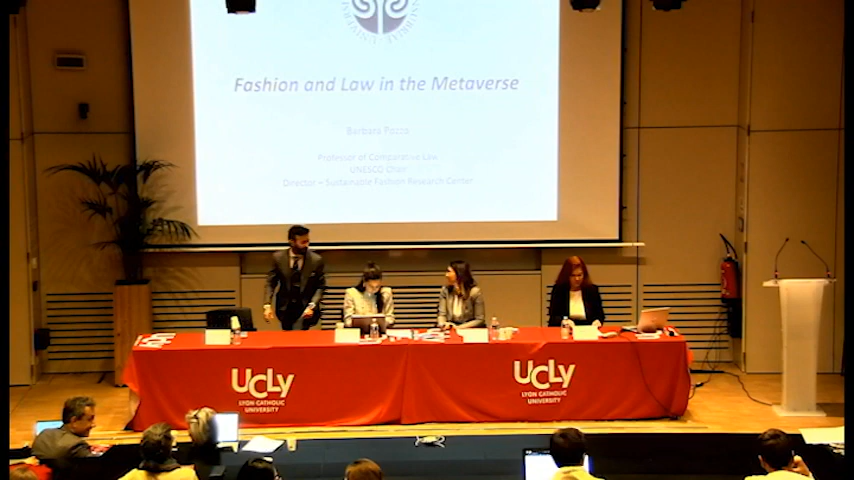 Fashion and Law in the Metaverse
Barbara Pozzo
Professor of Comparative Law
UNESCO Chair
Director – Sustainable Fashion Research Center
UCLy
LYON CATHOLIC
UNIVERSITY
UCLy
LYON CATHOLIC
UNIVERSITY